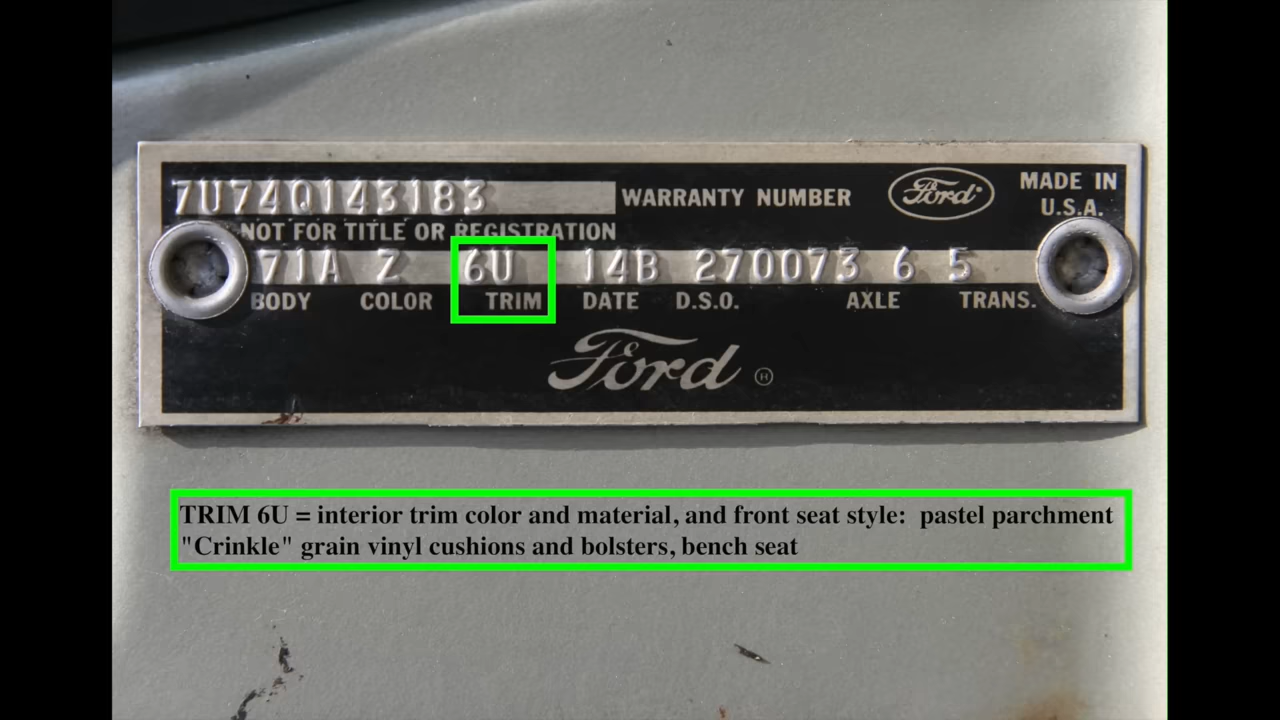 7U74Q143183 WARRANTY NUMBER Ford MADE IN U.S.A.
NOT FOR TITLE OR REGISTRATION
71A Z 6U 14B 270073 6 5
BODY COLOR TRIM DATE D.S.O. AXLE TRANS.
Ford ®
TRIM 6U = interior trim color and material, and front seat style: pastel parchment
"Crinkle" grain vinyl cushions and bolsters, bench seat